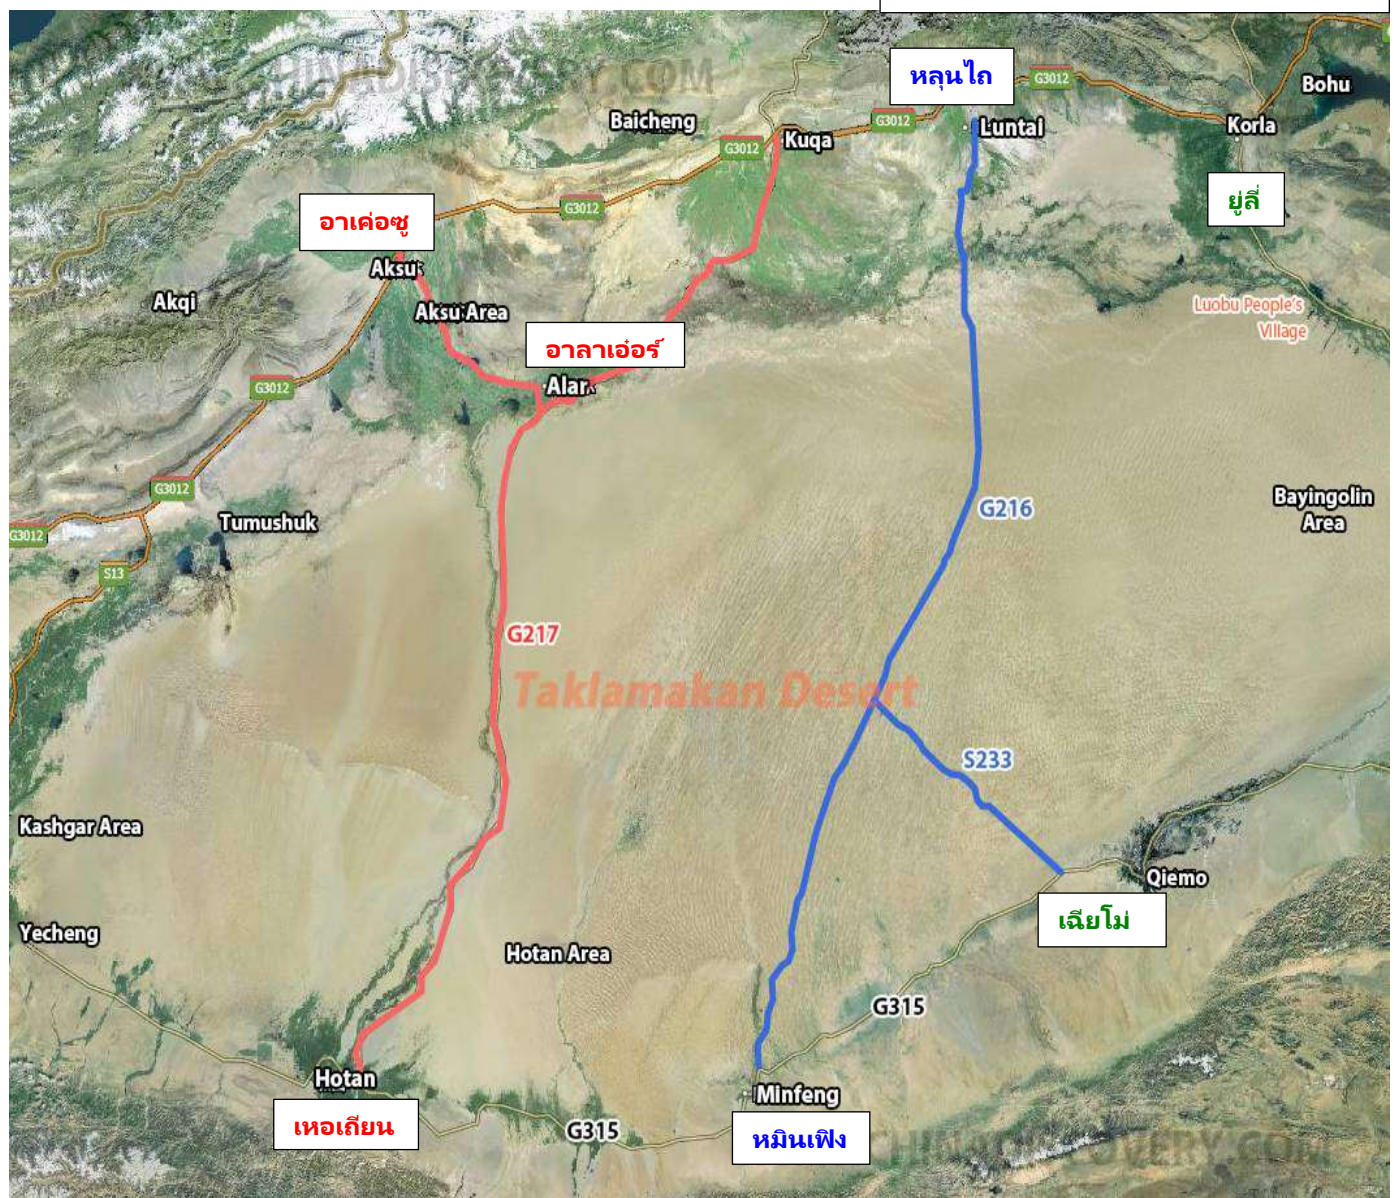 หลุนไถ
G3012
Bohu
Baicheng
G3012
Luntai
Korla
Kuqa
G3012
ยู่ลี่
G3012
อาเค่อซู
Aksu
Akqi
Aksu Area
Luobu People's
Village
อาลาเอ๋อร์
Alar
G3012
G3012
Bayingolin
Area
G216
Tumushuk
G3012
S13
G217
Taklamakan Desert
S233
Kashgar Area
Qiemo
เฉียโม่
Yecheng
Hotan Area
G315
Hotan
Minfeng
เหอเถียน
G315
หมินเฟิง